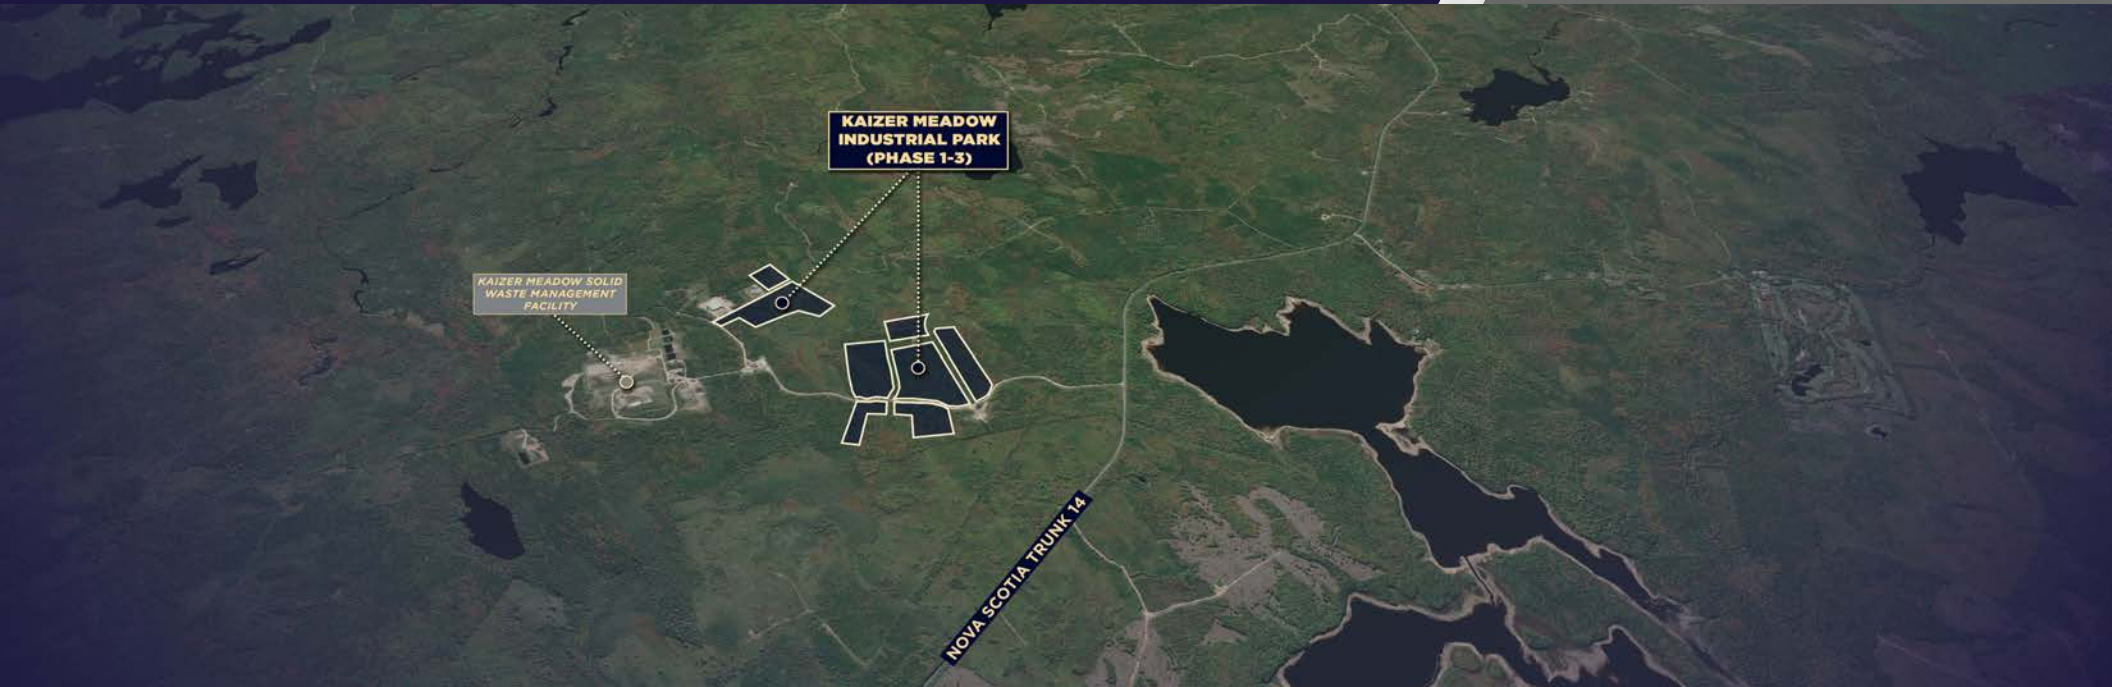 KAIZER MEADOW
INDUSTRIAL PARK
(PHASE 1-3)
KAIZER MEADOW SOLID
WASTE MANAGEMENT
FACILITY
NOVA SCOTIA TRUNK 14